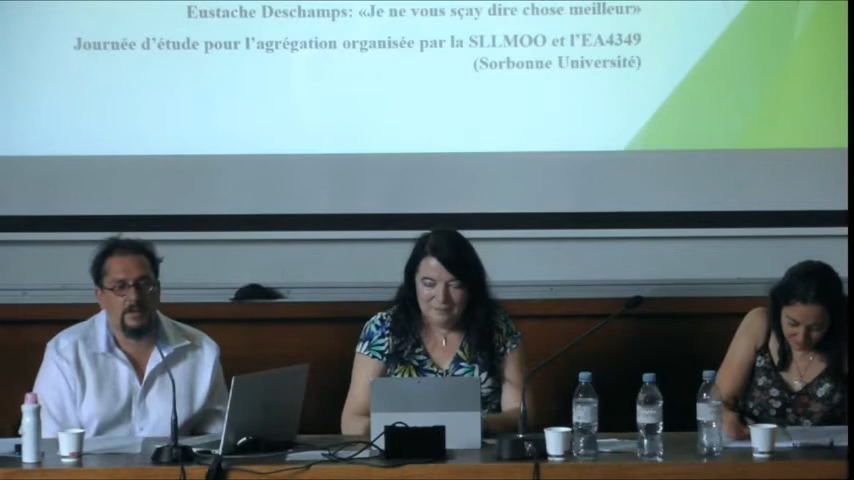 Eustache Deschamps: «Je ne vous sçay dire chose meilleur»
Journée d'étude pour l'agrégation organisée par la SLLMOO et l'EA4349
(Sorbonne Université)